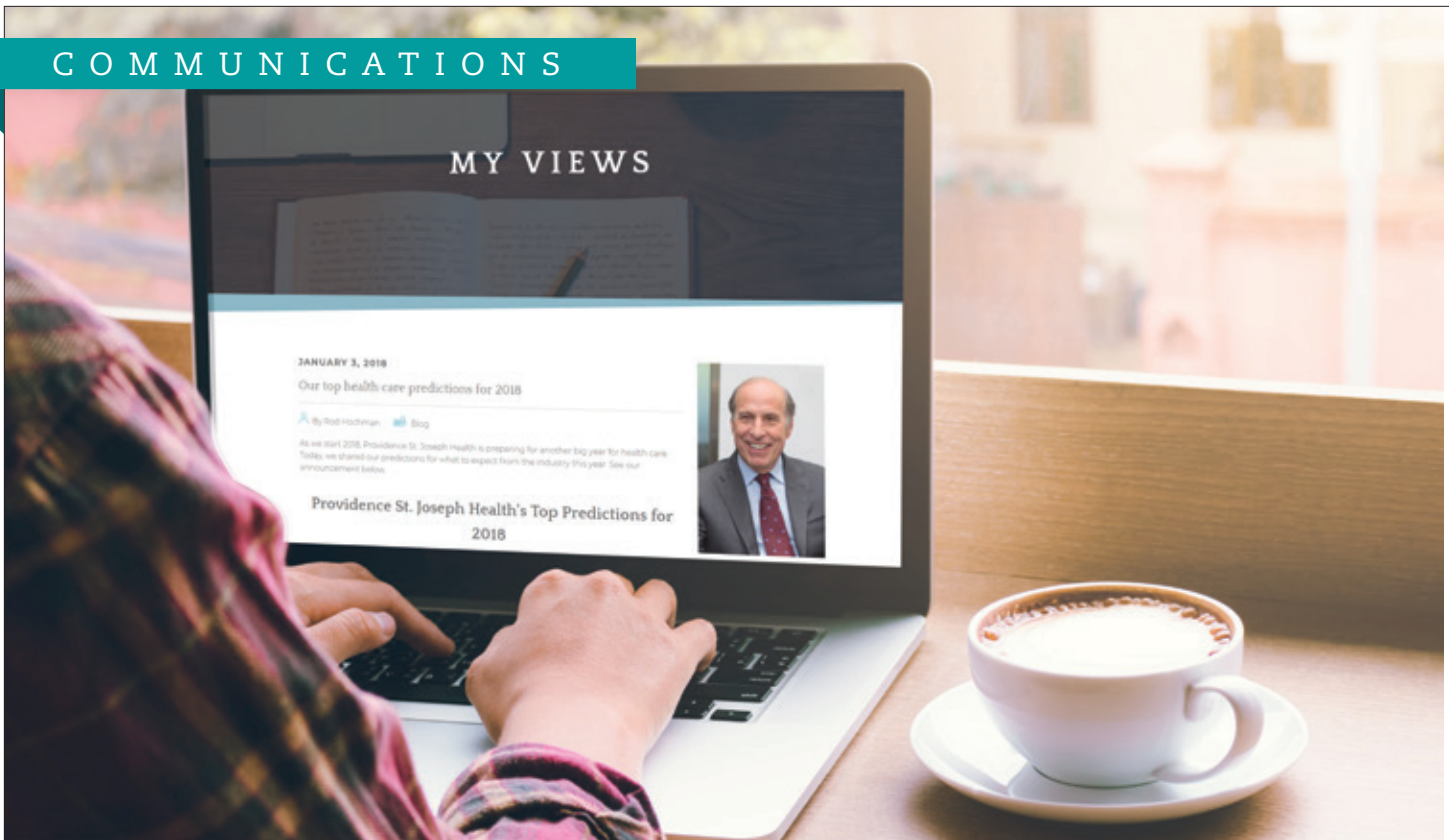 COMMUNICATIONS
MY VIEWS
JANUARY 3, 2018
Our top health care predictions for 2018
By Rod Hochman Blog
As we start 2018, Providence St. Joseph Health is preparing for another big year for health care.
Today, we shared our predictions for what to expect from the industry this year. See our
announcement below.
Providence St. Joseph Health's Top Predictions for
2018